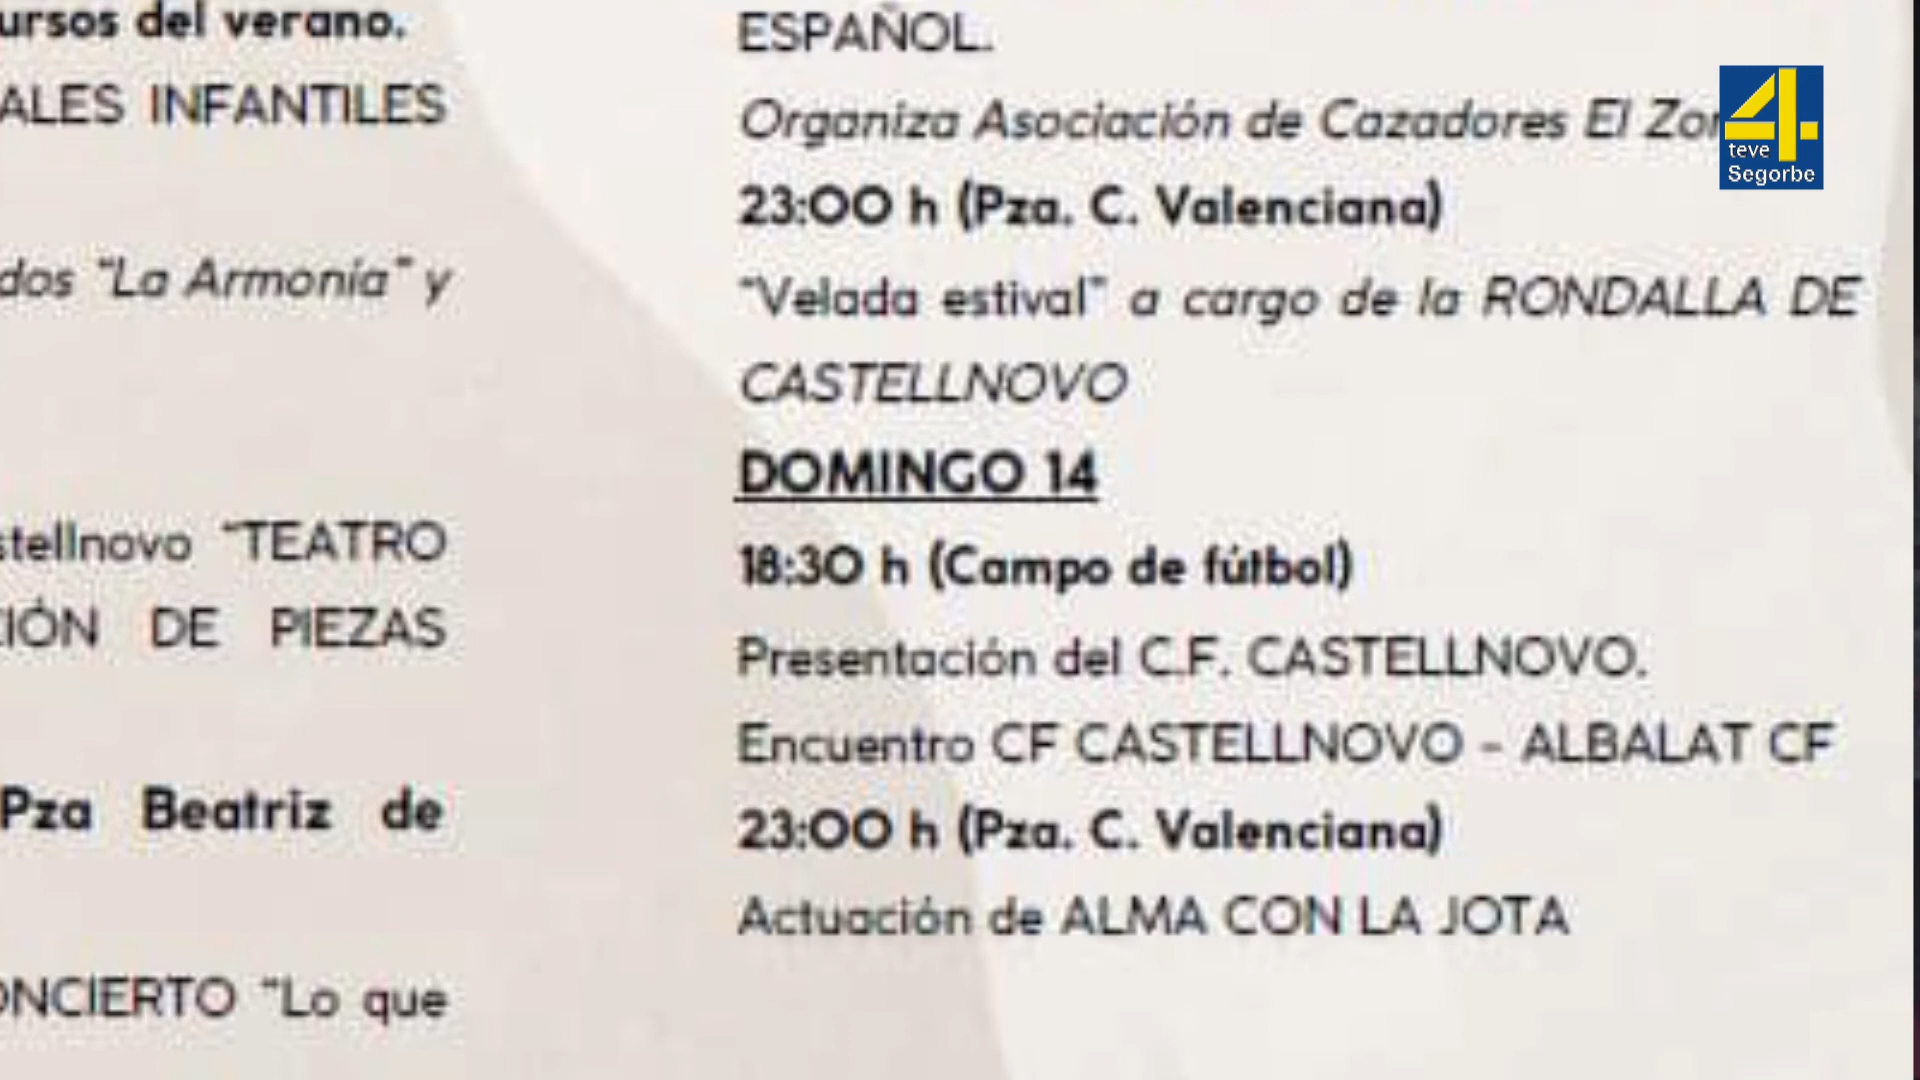 ursos del verano.
ALES INFANTILES
dos "La Armonía" y
stellnovo "TEATRO
IÓN DE PIEZAS
Pza Beatriz de
ONCIERTO "Lo que
ESPAÑOL.
Organiza Asociación de Cazadores El Zor
23:00 h (Pza. C. Valenciana)
"Velada estival" a cargo de la RONDALLA DE
CASTELLNOVO
DOMINGO 14
18:30 h (Campo de fútbol)
Presentación del C.F. CASTELLNOVO.
Encuentro CF CASTELLNOVO - ALBALAT CF
23:00 h (Pza. C. Valenciana)
Actuación de ALMA CON LA JOTA
4
teve
Segorbe